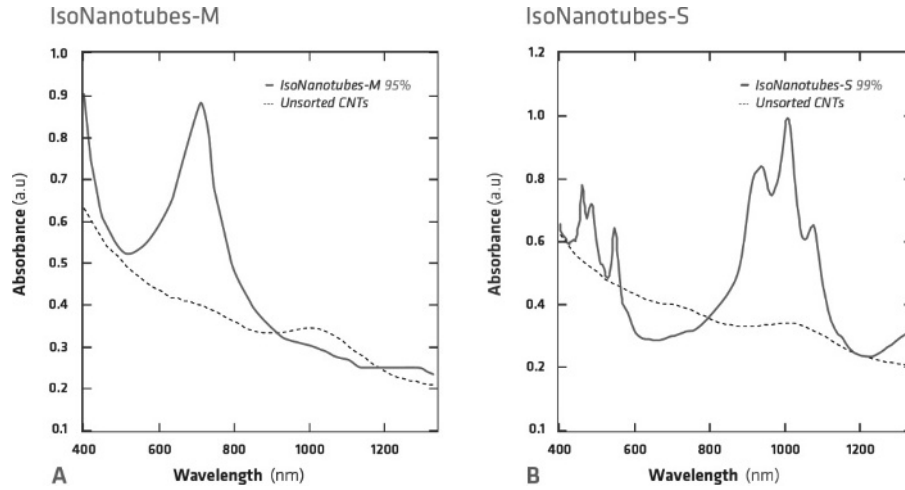 IsoNanotubes-M
1.0
0.9
0.8
0.7
0.6
0.5
0.4
0.3
0.2
0.1
Absorbance (a.u)
IsoNanotubes-M 95%
Unsorted CNTs
400 600 800 1000 1200
A
Wavelength (nm)
IsoNanotubes-S
1.2
1.0
0.8
0.6
0.4
0.2
0.1
Absorbance (a.u)
IsoNanotubes-S 99%
Unsorted CNTs
400 600 800 1000 1200
B
Wavelength (nm)